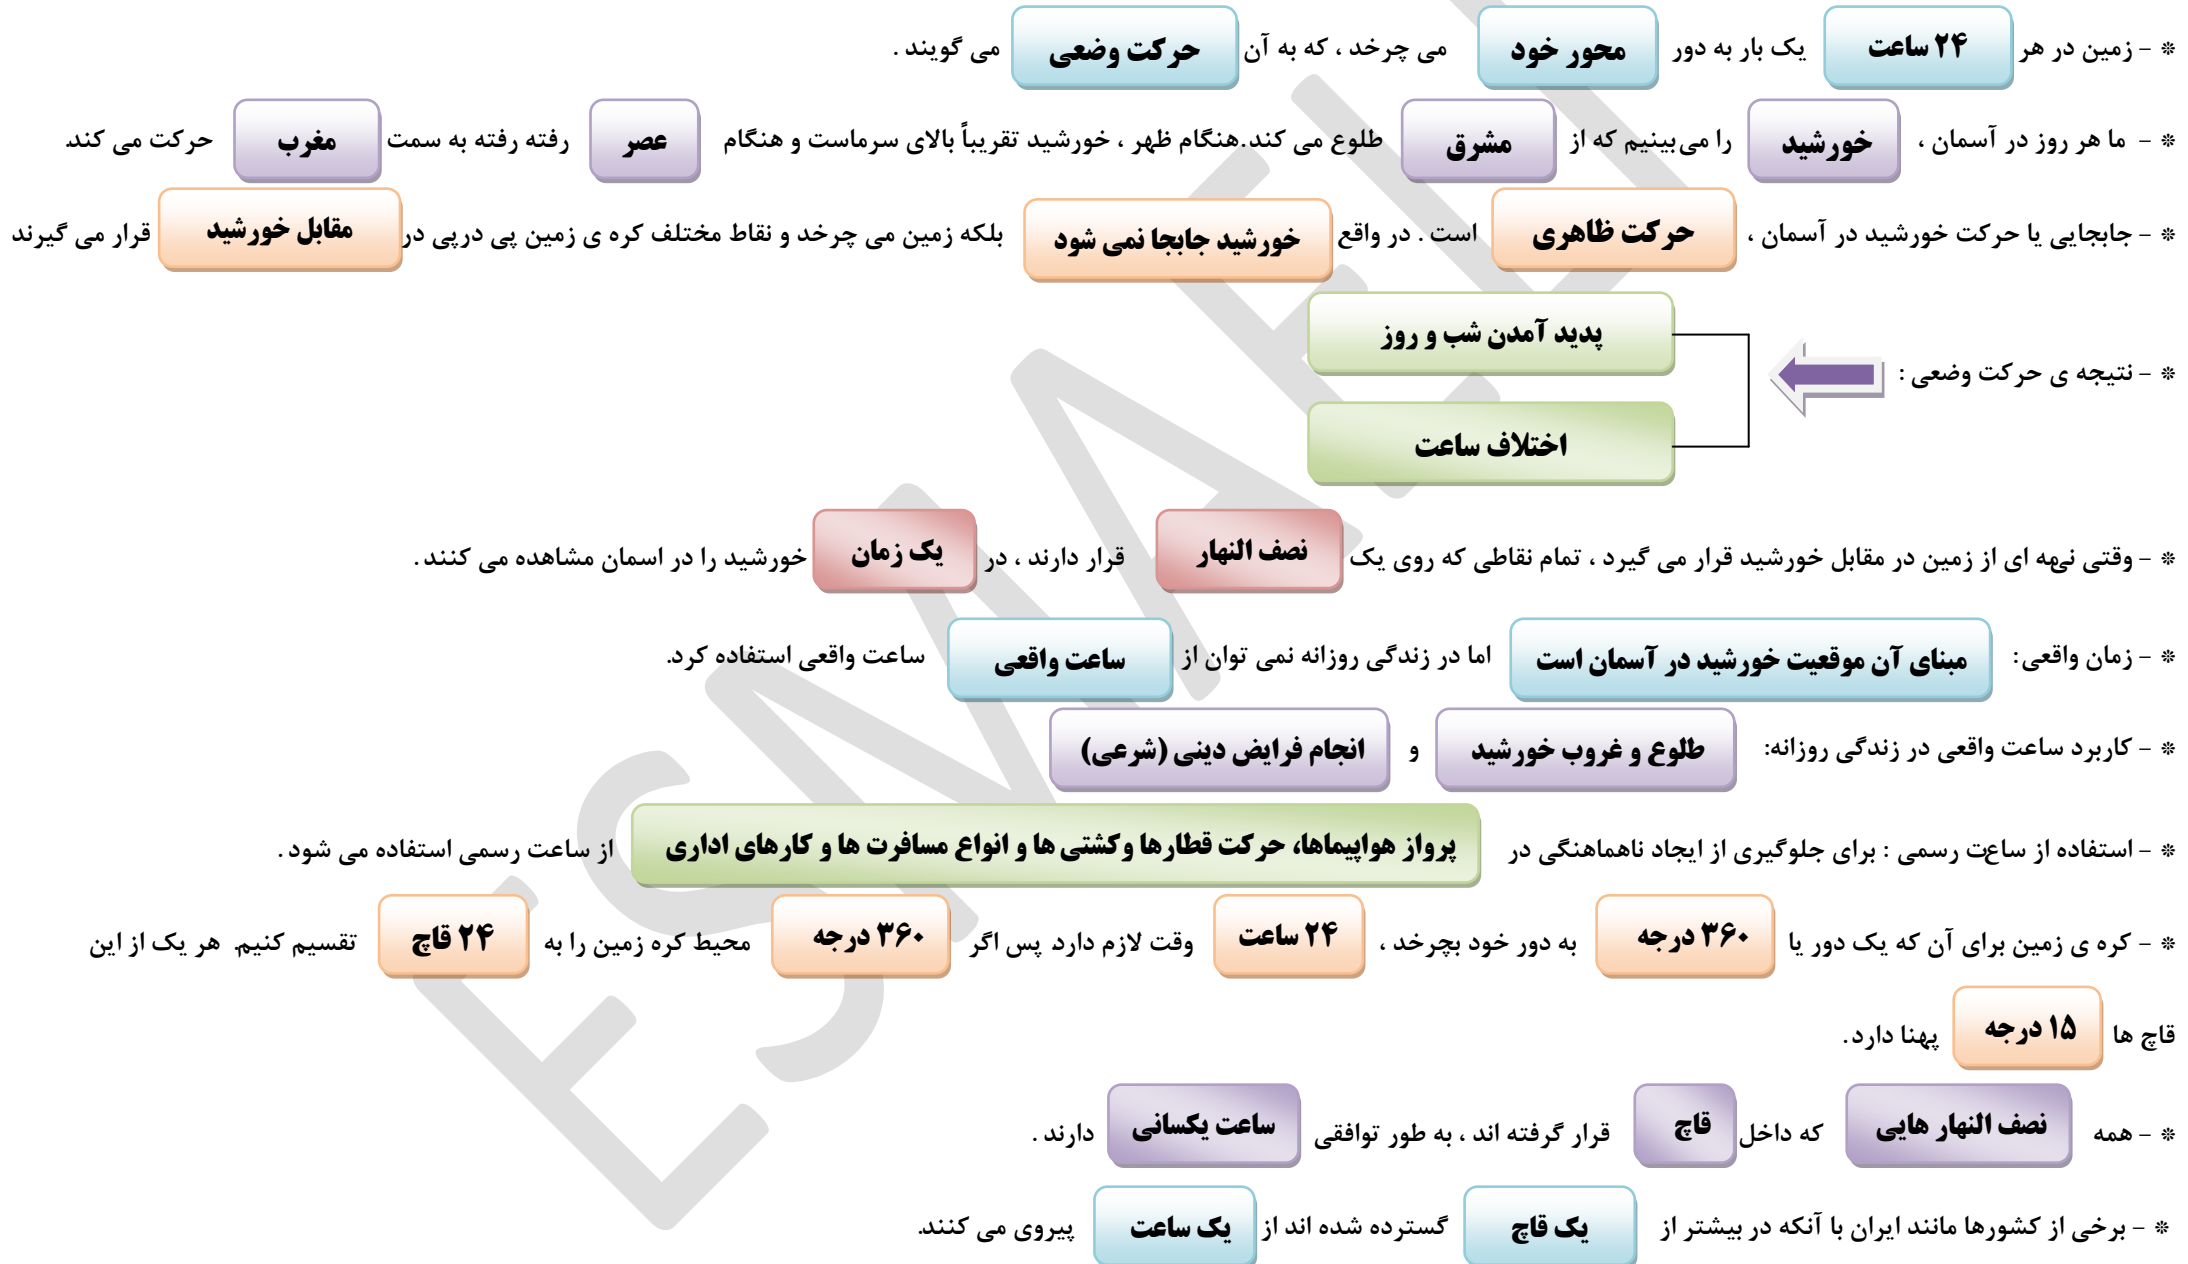 * - زمین در هر ۲۴ ساعت یک بار به دور محور خود می چرخد ، که به آن حرکت وضعی می گویند .
* - ما هر روز در آسمان ، خورشید را می‌بینیم که از مشرق طلوع می کند.هنگام ظهر ، خورشید تقریباً بالای سرماست و هنگام عصر رفته رفته به سمت مغرب حرکت می کند.
* - جابجایی یا حرکت خورشید در آسمان ، حرکت ظاهری است . در واقع خورشید جابجا نمی شود بلکه زمین می چرخد و نقاط مختلف کره ی زمین پی درپی در مقابل خورشید قرار می گیرند
پدید آمدن شب و روز
* - نتیجه ی حرکت وضعی :
اختلاف ساعت
* - وقتی نیمه ای از زمین در مقابل خورشید قرار می گیرد ، تمام نقاطی که روی یک نصف النهار قرار دارند ، در یک زمان خورشید را در اسمان مشاهده می کنند .
* - زمان واقعی: مبنای آن موقعیت خورشید در آسمان است اما در زندگی روزانه نمی توان از ساعت واقعی ساعت واقعی استفاده کرد.
* - کاربرد ساعت واقعی در زندگی روزانه: طلوع و غروب خورشید و انجام فرایض دینی (شرعی)
* - استفاده از ساعت رسمی : برای جلوگیری از ایجاد ناهماهنگی در پرواز هواپیماها، حرکت قطارها وکشتی ها و انواع مسافرت ها و کارهای اداری از ساعت رسمی استفاده می شود .
* - کره ی زمین برای آن که یک دور یا ۳۶۰ درجه به دور خود بچرخد ، ۲۴ ساعت وقت لازم دارد. پس اگر ۳۶۰ درجه محیط کره زمین را به ۲۴ قاچ تقسیم کنیم. هر یک از این
قاچ ها ۱۵ درجه پهنا دارد.
* - همه نصف النهار هایی که داخل قاچ قرار گرفته اند ، به طور توافقی ساعت یکسانی دارند .
* - برخی از کشورها مانند ایران با آنکه در بیشتر از یک قاچ گسترده شده اند از یک ساعت پیروی می کنند.